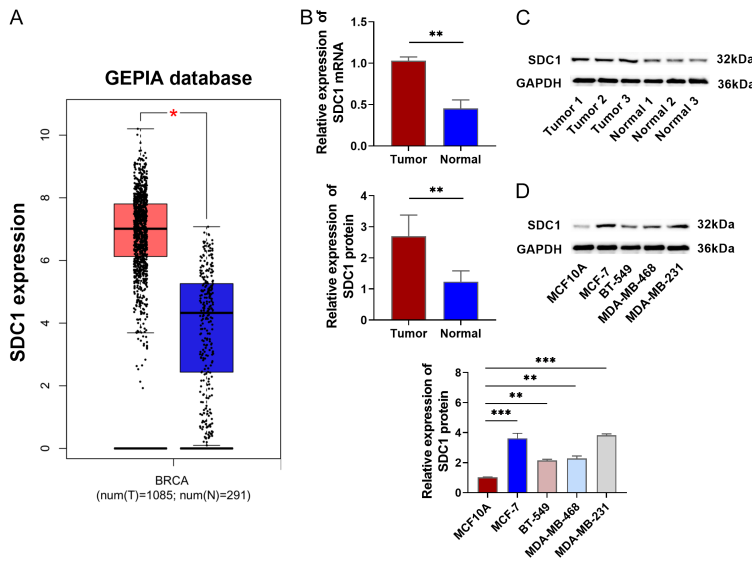 A
GEPIA database
*
SDC1 expression
0
2
4
6
8
10
BRCA
(num(T)=1085; num(N)=291)
B
Relative expression of
SDC1 mRNA
**
1.5
1.0
0.5
0.0
Tumor
Normal
Relative expression of
SDC1 protein
**
4
3
2
1
0
Tumor
Normal
C
SDC1
32kDa
GAPDH
36kDa
Tumor 1
Tumor 2
Tumor 3
Normal 1
Normal 2
Normal 3
D
SDC1
32kDa
GAPDH
36kDa
MCF10A
MCF-7
BT-549
MDA-MB-468
MDA-MB-231
Relative expression of
SDC1 protein
8
6
4
2
0
***
**
**
***
MCF10A
MCF-7
BT-549
MDA-MB-468
MDA-MB-231